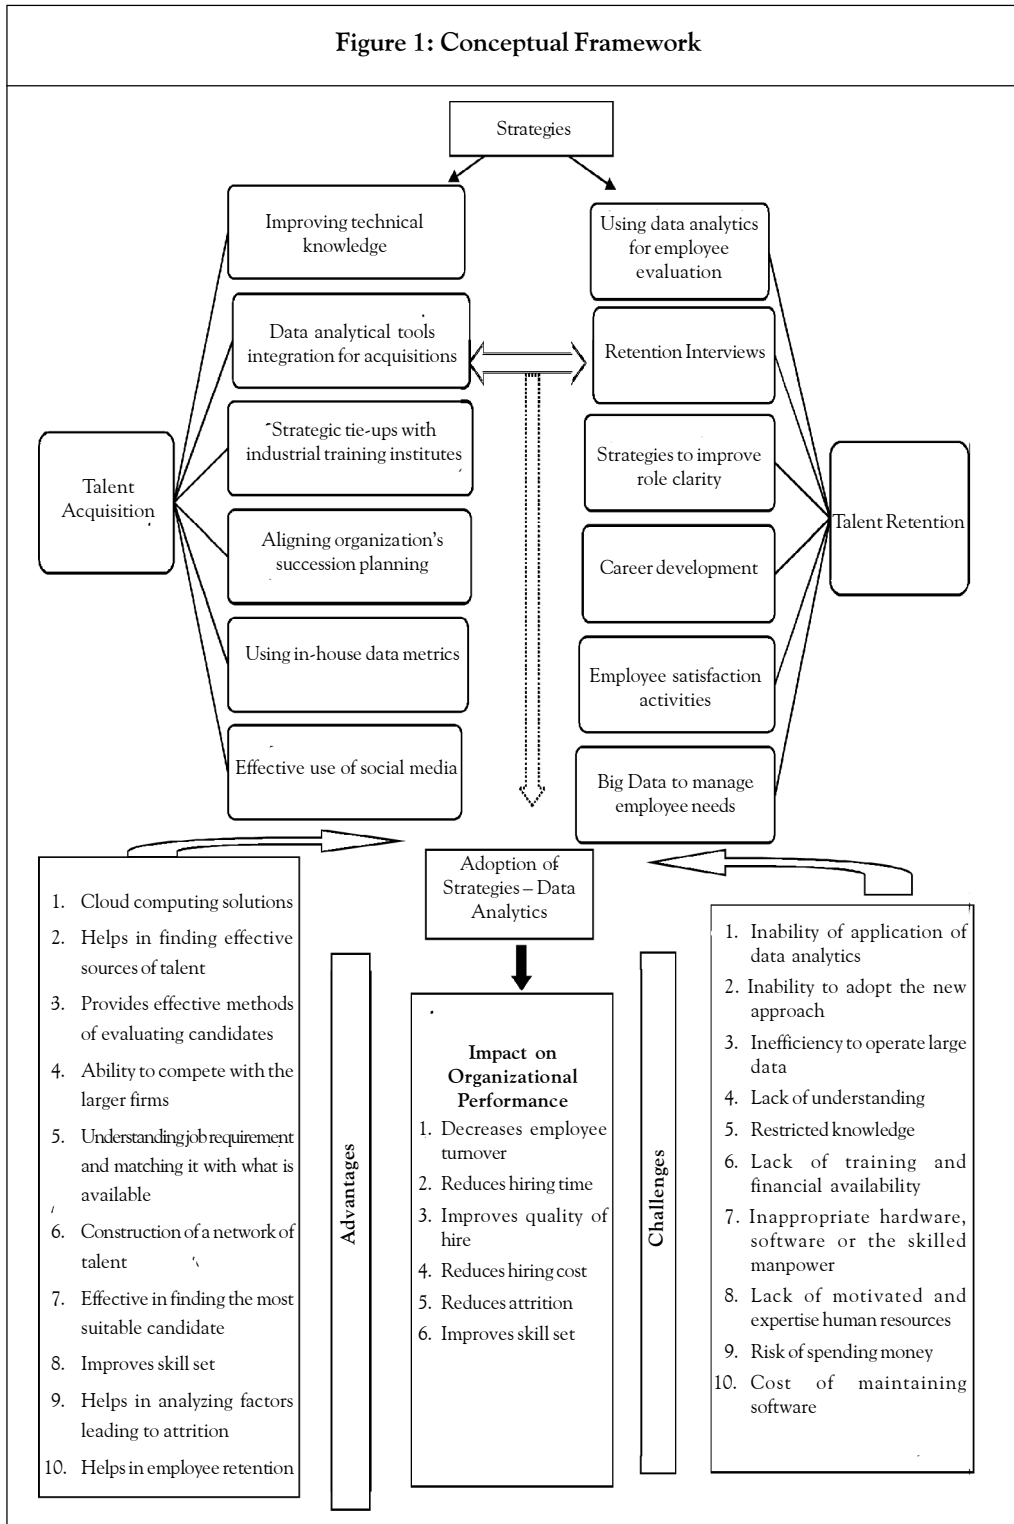 Figure 1: Conceptual Framework
Strategies
Improving technical
knowledge
Data analytical tools
integration for acquisitions
Strategic tie-ups with
industrial training institutes
Aligning organization's
succession planning
Using in-house data metrics
Effective use of social media
Talent
Acquisition
Using data analytics
for employee
evaluation
Retention Interviews
Strategies to improve
role clarity
Career development
Employee satisfaction
activities
Big Data to manage
employee needs
Talent Retention
Adoption of
Strategies – Data
Analytics
1. Cloud computing solutions
2. Helps in finding effective
sources of talent
3. Provides effective methods
of evaluating candidates
4. Ability to compete with the
larger firms
5. Understanding job requirement
and matching it with what is
available
6. Construction of a network of
talent
7. Effective in finding the most
suitable candidate
8. Improves skill set
9. Helps in analyzing factors
leading to attrition
10. Helps in employee retention
Advantages
Impact on
Organizational
Performance
1. Decreases employee
turnover
2. Reduces hiring time
3. Improves quality of
hire
4. Reduces hiring cost
5. Reduces attrition
6. Improves skill set
Challenges
1. Inability of application of
data analytics
2. Inability to adopt the new
approach
3. Inefficiency to operate large
data
4. Lack of understanding
5. Restricted knowledge
6. Lack of training and
financial availability
7. Inappropriate hardware,
software or the skilled
manpower
8. Lack of motivated and
expertise human resources
9. Risk of spending money
10. Cost of maintaining
software